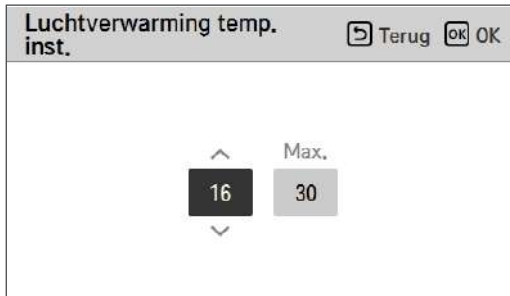 Luchtverwarming temp.
inst.
Terug OK OK
Max.
16 30